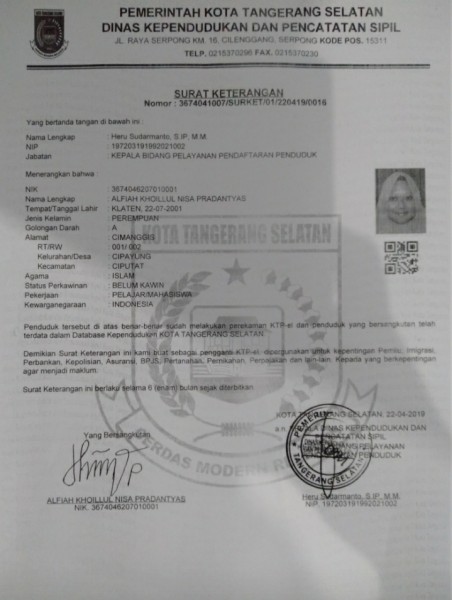 PEMERINTAH KOTA TANGERANG SELATAN
DINAS KEPENDUDUKAN DAN PENCATATAN SIPIL
JL. RAYA SERPONG KM. 16, CILENGGANG, SERPONG KODE POS. 15311
TELP. 0215370296 FAX. 0215370230
SURAT KETERANGAN
Nomor : 3674041007/SURKET/01/220419/0018
Yang bertanda tangan di bawah ini :
Nama Lengkap : Heru Sudarmanto, S.IP, M.M.
NIP : 197203191992021002
Jabatan : KEPALA BIDANG PELAYANAN PENDAFTARAN PENDUDUK
Menerangkan bahwa :
NIK : 3674046207010001
Nama Lengkap : ALFIAH KHOILLUL NISA PRADANTYAS
Tempat/Tanggal Lahir : KLATEN, 22-07-2001
Jenis Kelamin : PEREMPUAN
Golongan Darah : A
Alamat : CIMANGGIS
RT/RW : 001/ 002
Kelurahan/Desa : CIPAYUNG
Kecamatan : CIPUTAT
Agama : ISLAM
Status Perkawinan : BELUM KAWIN
Pekerjaan : PELAJAR/MAHASISWA
Kewarganegaraan : INDONESIA
KOTA TANGERANG SELATAN
Penduduk tersebut di atas benar-benar sudah melakukan perekaman KTP-el dan penduduk yang bersangkutan telah
terdata dalam Database Kependudukan KOTA TANGERANG SELATAN
Demikian Surat Keterangan ini kami buat sebagai pengganti KTP-el, dipergunakan untuk kepentingan Pemilu, Imigrasi,
Perbankan, Kepolisian, Asuransi, BPJS, Pertanahan, Pernikahan, Perpajakan dan lain-lain. Kepada yang berkepentingan
agar menjadi maklum.
Surat Keterangan ini berlaku selama 6 (enam) bulan sejak diterbitkan.
KOTA TANGERANG SELATAN, 22-04-2019
KEPALA DINAS KEPENDUDUKAN DAN
PENCATATAN SIPIL
PELAYANAN
PENDUDUK
Yang Bersangkutan
CERDAS MODERN
TANGERANG SELATAN
ALFIAH KHOILLUL NISA PRADANTYAS
NIK. 3674046207010001
Heru Sudarmanto, S.IP, M.M.
NIP. 197203191992021002